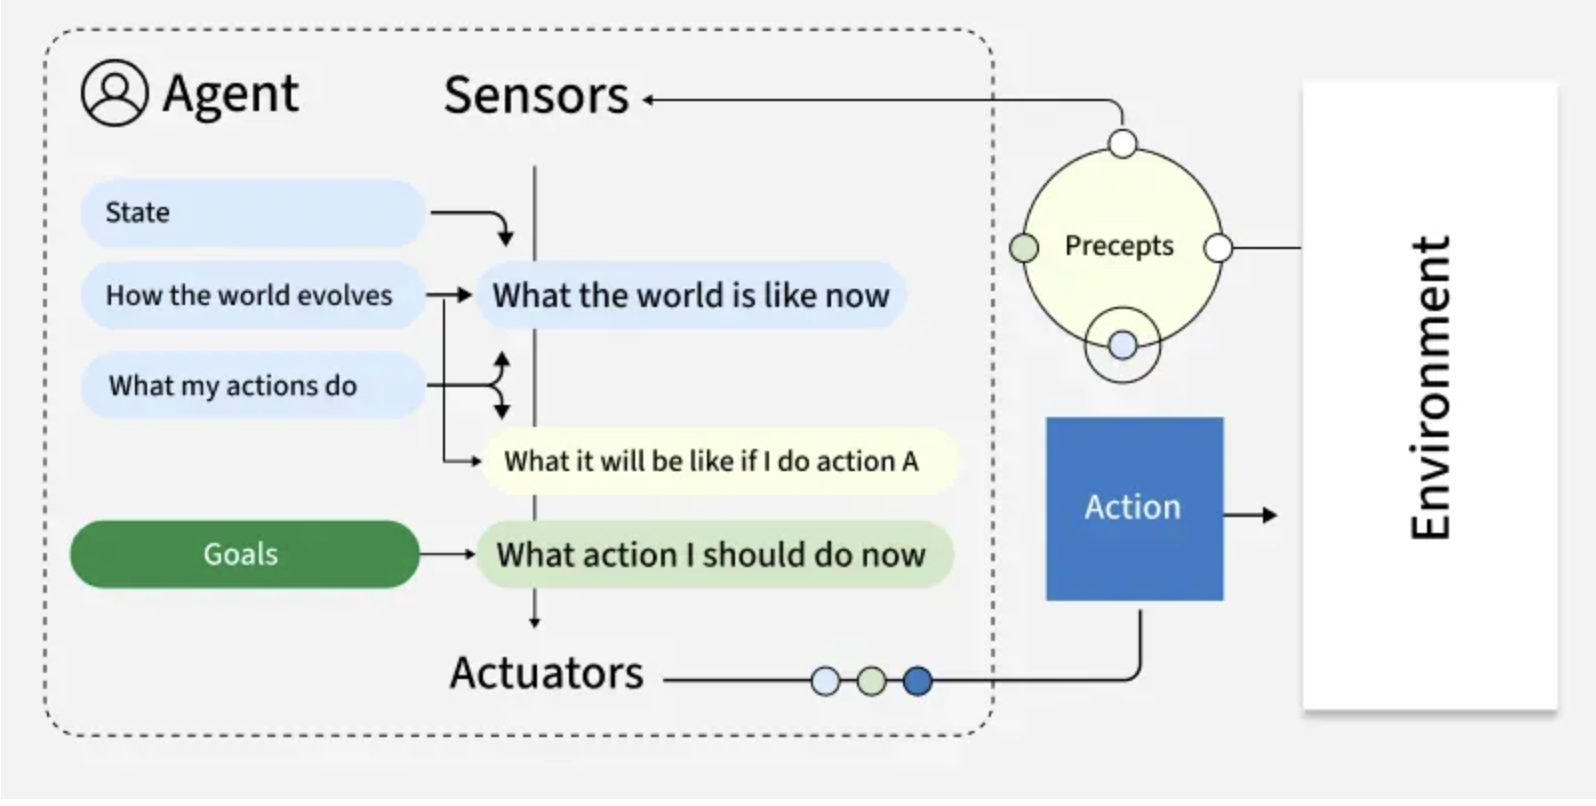 Agent
Sensors
State
How the world evolves
What the world is like now
What my actions do
What it will be like if I do action A
Goals
What action I should do now
Actuators
Precepts
Action
Environment